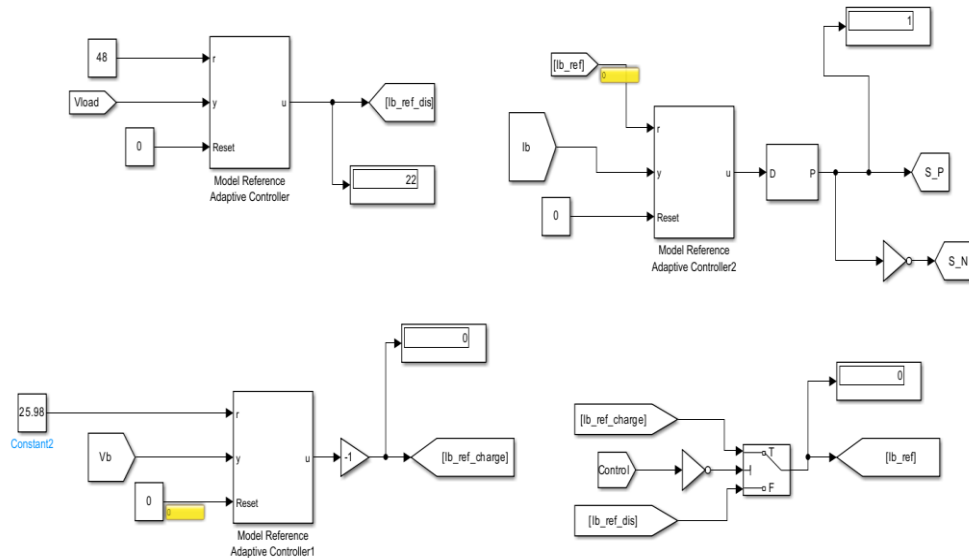 48
r
Vload
y
u
[Ib_ref_dis]
0
Reset
22
Model Reference
Adaptive Controller
1
[Ib_ref]
0
r
Ib
y
u
D
P
S_P
0
Reset
Model Reference
Adaptive Controller2
S_N
0
25.98
r
Constant2
Vb
y
u
-1
[Ib_ref_charge]
0
0
Reset
Model Reference
Adaptive Controller1
0
[Ib_ref_charge]
T
Control
[Ib_ref]
F
[Ib_ref_dis]